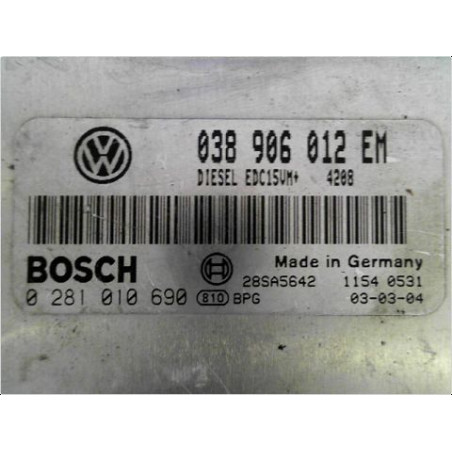 038 906 012 EM
DIESEL EDC15VM+ 4208
Made in Germany
BOSCH
28SA5642 1154 0531
0 281 010 690 810 BPG 03-03-04